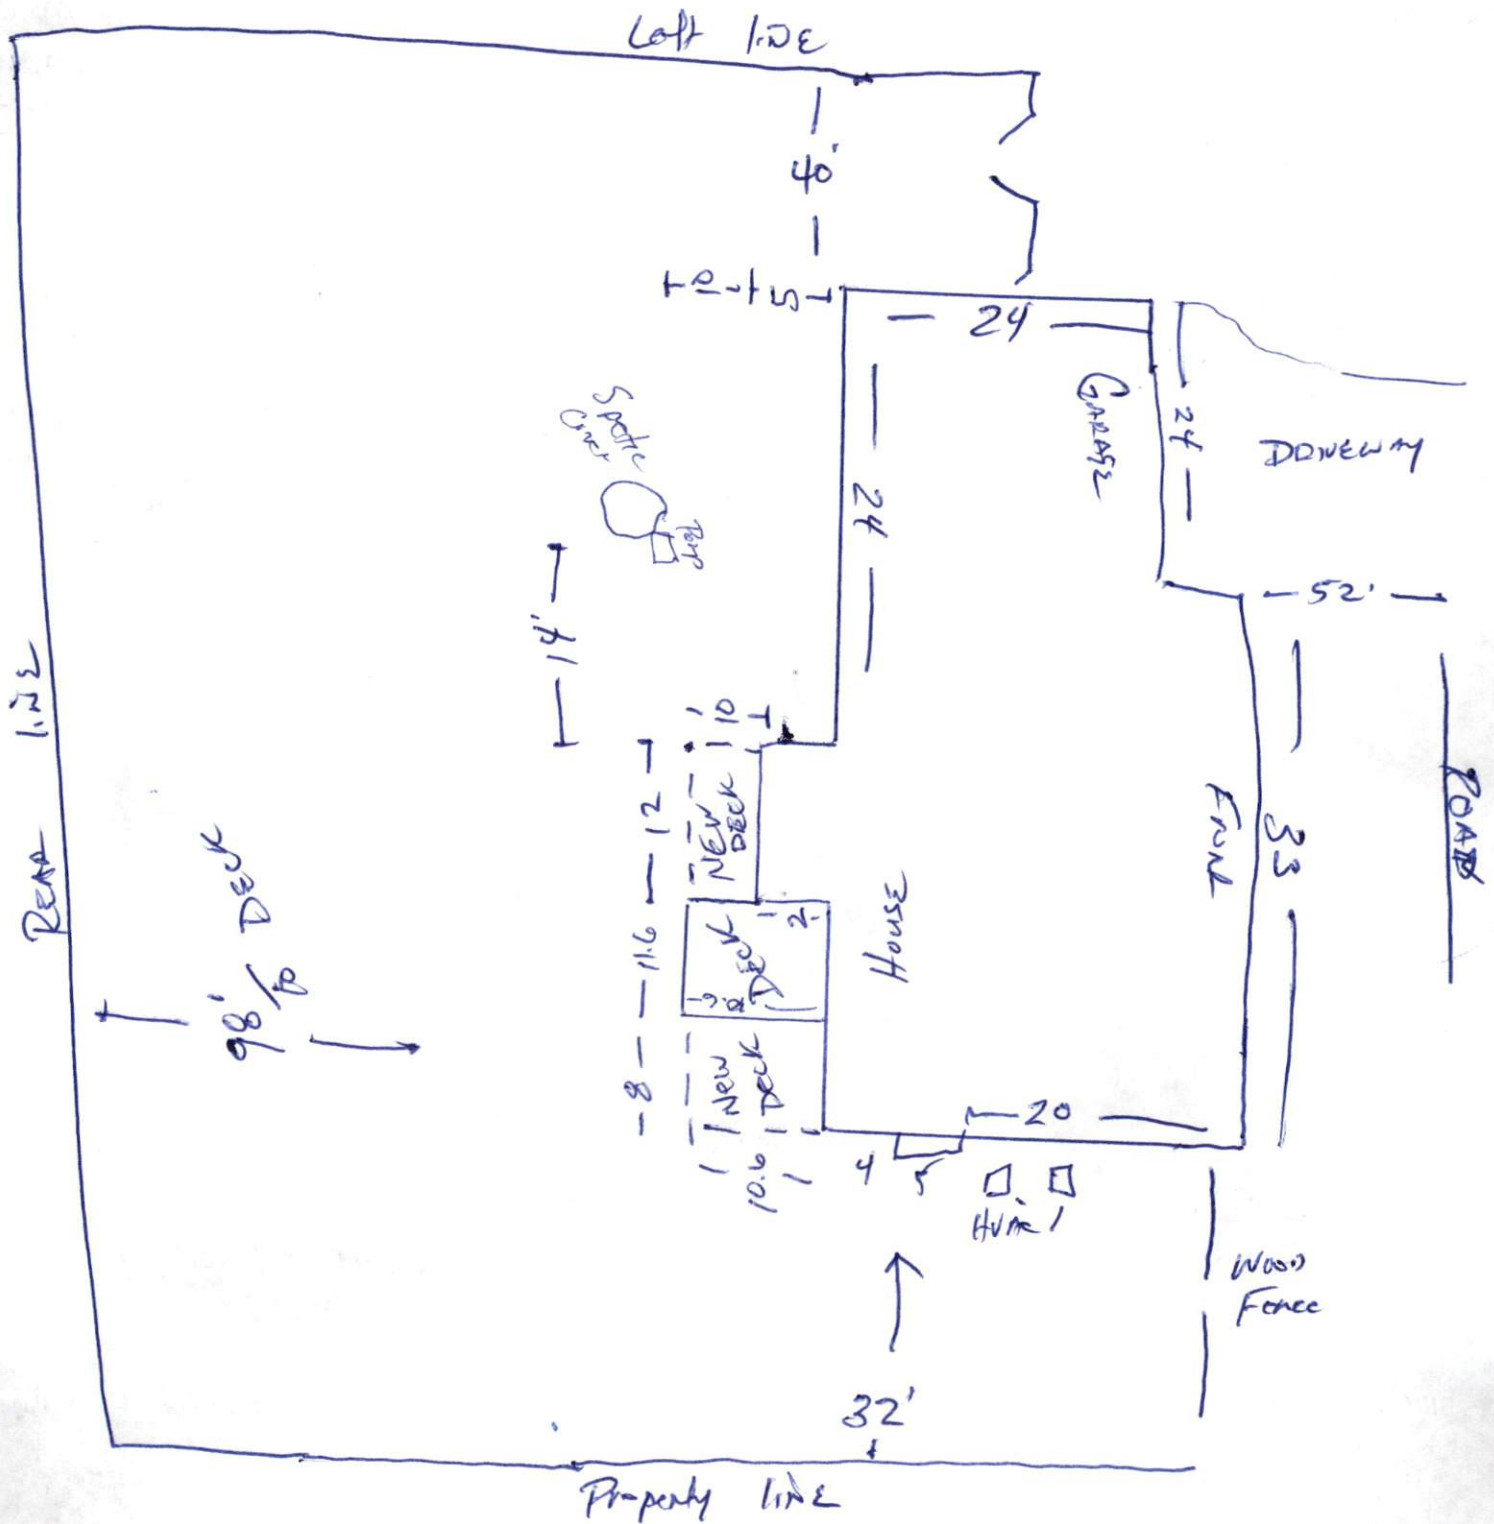 Left line
40'
10 5
24
GARAGE
24
DRIVEWAY
24
Septic
Cover
Pump
52'
14'
Rear line
10
12
NEW
DECK
House
Front
33
ROAD
98'
to DECK
11.6
DECK
2
8
New
Deck
10.6
20
4 5
HVAC
Wood
Fence
32'
Property line